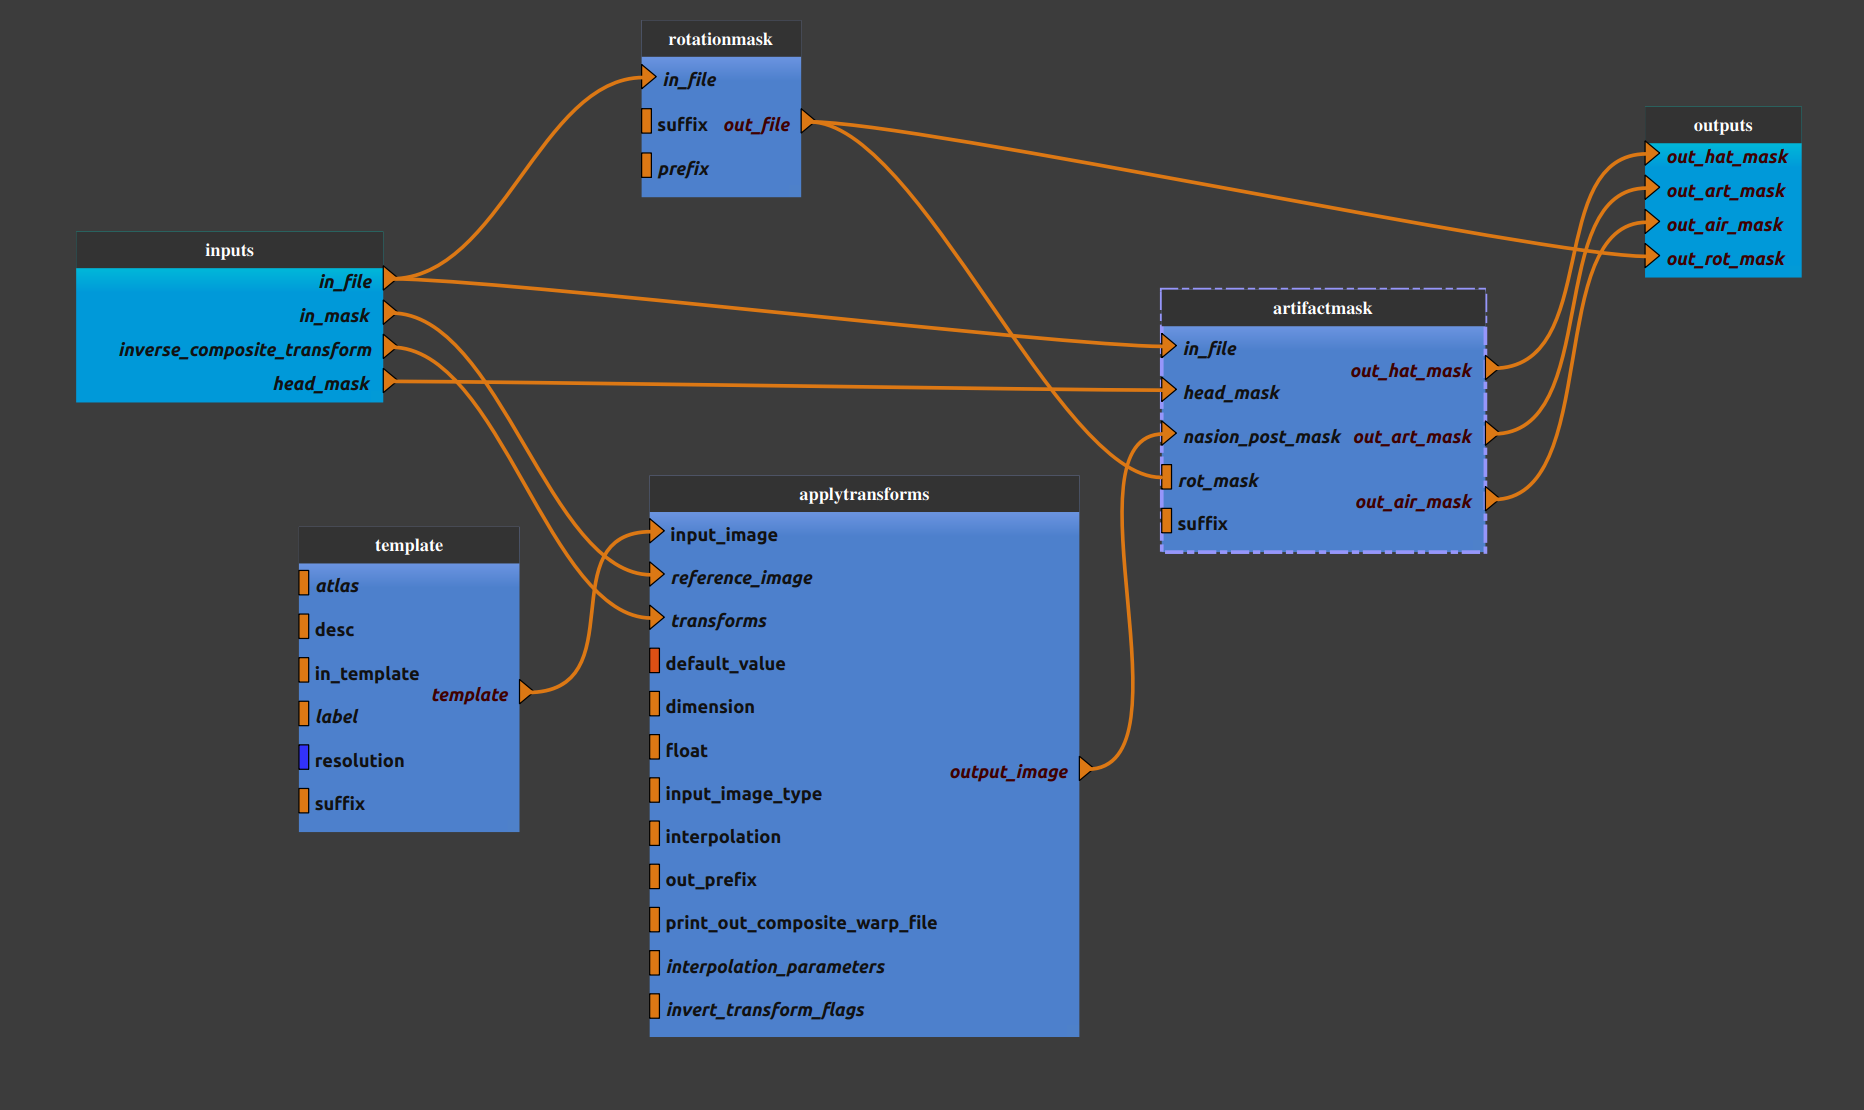 rotationmask
in_file
suffix out_file
prefix
inputs
in_file
in_mask
inverse_composite_transform
head_mask
outputs
out_hat_mask
out_art_mask
out_air_mask
out_rot_mask
artifactmask
in_file
out_hat_mask
head_mask
nasion_post_mask out_art_mask
rot_mask
out_air_mask
suffix
template
atlas
desc
in_template
template
label
resolution
suffix
applytransforms
input_image
reference_image
transforms
default_value
dimension
float
output_image
input_image_type
interpolation
out_prefix
print_out_composite_warp_file
interpolation_parameters
invert_transform_flags